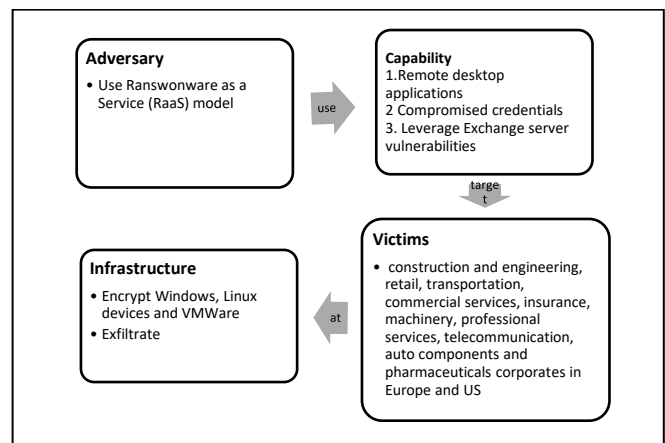 Adversary
• Use Ranswonware as a
Service (RaaS) model
use
Capability
1.Remote desktop
applications
2 Compromised credentials
3. Leverage Exchange server
vulnerabilities
targe
t
Victims
• construction and engineering,
retail, transportation,
commercial services, insurance,
machinery, professional
services, telecommunication,
auto components and
pharmaceuticals corporates in
Europe and US
at
Infrastructure
• Encrypt Windows, Linux
devices and VMWare
• Exfiltrate